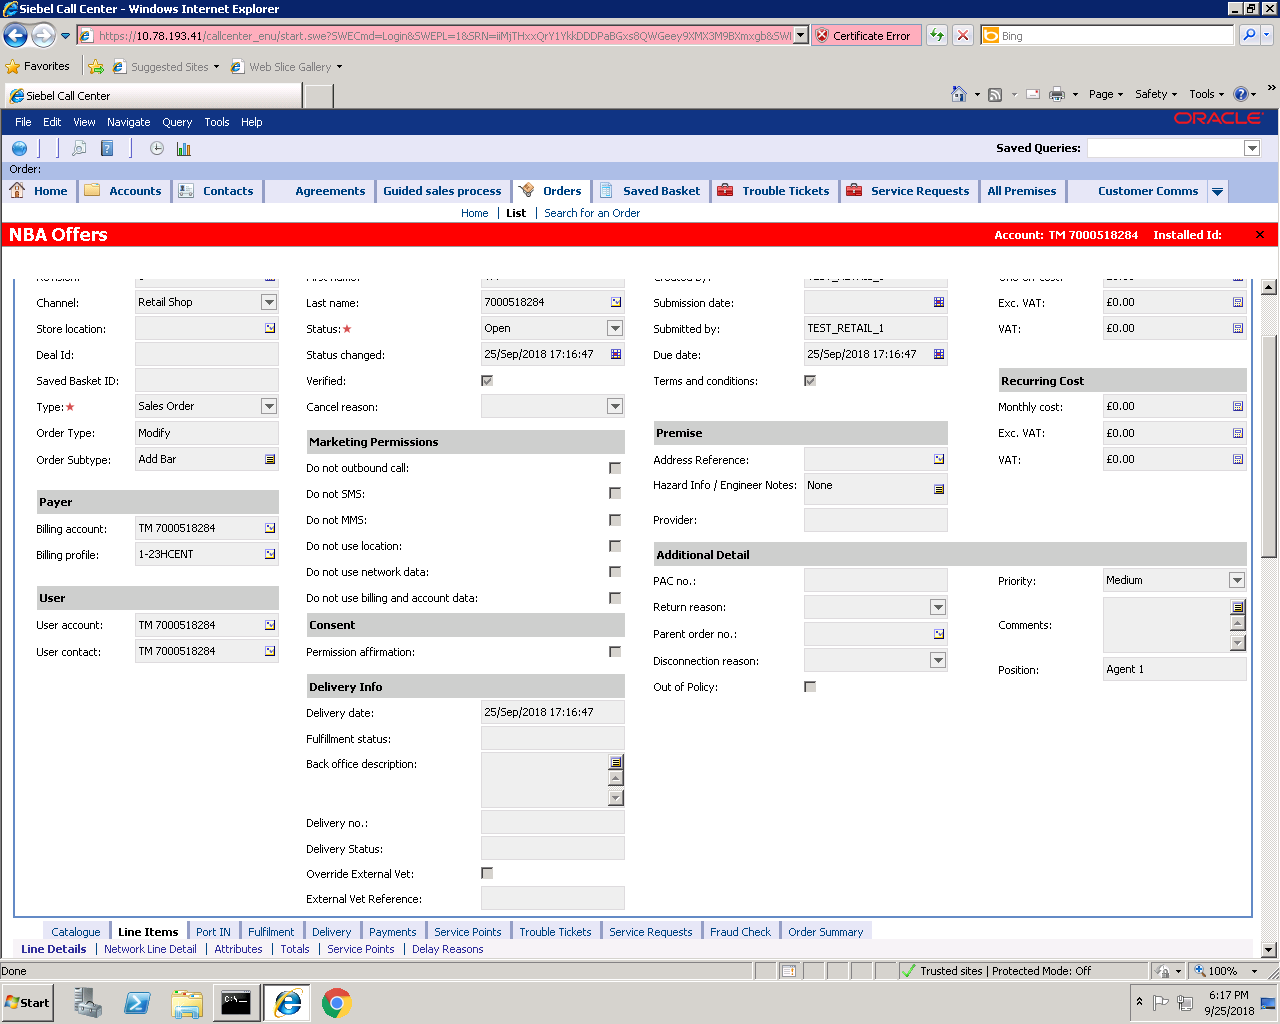 Siebel Call Center - Windows Internet Explorer
https://10.78.193.41/callcenter_enu/start.swe?SWECmd=Login&SWEPL=1&SRN=
Certificate Error
Bing
Favorites
Suggested Sites
Web Slice Gallery
Siebel Call Center
Page
Safety
Tools
»
File Edit View Navigate Query Tools Help
ORACLE
Saved Queries:
Order:
Home Accounts Contacts Agreements Guided sales process Orders Saved Basket Trouble Tickets Service Requests All Premises Customer Comms
Home | List | Search for an Order
NBA Offers
Account: TM 7000518284 Installed Id:
Channel: Retail Shop
Store location:
Deal Id:
Saved Basket ID:
Type:★ Sales Order
Order Type: Modify
Order Subtype: Add Bar
Payer
Billing account: TM 7000518284
Billing profile: 1-23HCENT
User
User account: TM 7000518284
User contact: TM 7000518284
Last name: 7000518284
Status:★ Open
Status changed: 25/Sep/2018 17:16:47
Verified:
Cancel reason:
Marketing Permissions
Do not outbound call:
Do not SMS:
Do not MMS:
Do not use location:
Do not use network data:
Do not use billing and account data:
Consent
Permission affirmation:
Delivery Info
Delivery date: 25/Sep/2018 17:16:47
Fulfillment status:
Back office description:
Delivery no.:
Delivery Status:
Override External Vet:
External Vet Reference:
Submission date:
Submitted by: TEST_RETAIL_1
Due date: 25/Sep/2018 17:16:47
Terms and conditions:
Premise
Address Reference:
Hazard Info / Engineer Notes: None
Provider:
Additional Detail
PAC no.:
Return reason:
Parent order no.:
Disconnection reason:
Out of Policy:
Exc. VAT: £0.00
VAT: £0.00
Recurring Cost
Monthly cost: £0.00
Exc. VAT: £0.00
VAT: £0.00
Priority: Medium
Comments:
Position: Agent 1
Catalogue Line Items Port IN Fulfilment Delivery Payments Service Points Trouble Tickets Service Requests Fraud Check Order Summary
Line Details | Network Line Detail | Attributes | Totals | Service Points | Delay Reasons
Done
Trusted sites | Protected Mode: Off
100%
Start
6:17 PM
9/25/2018